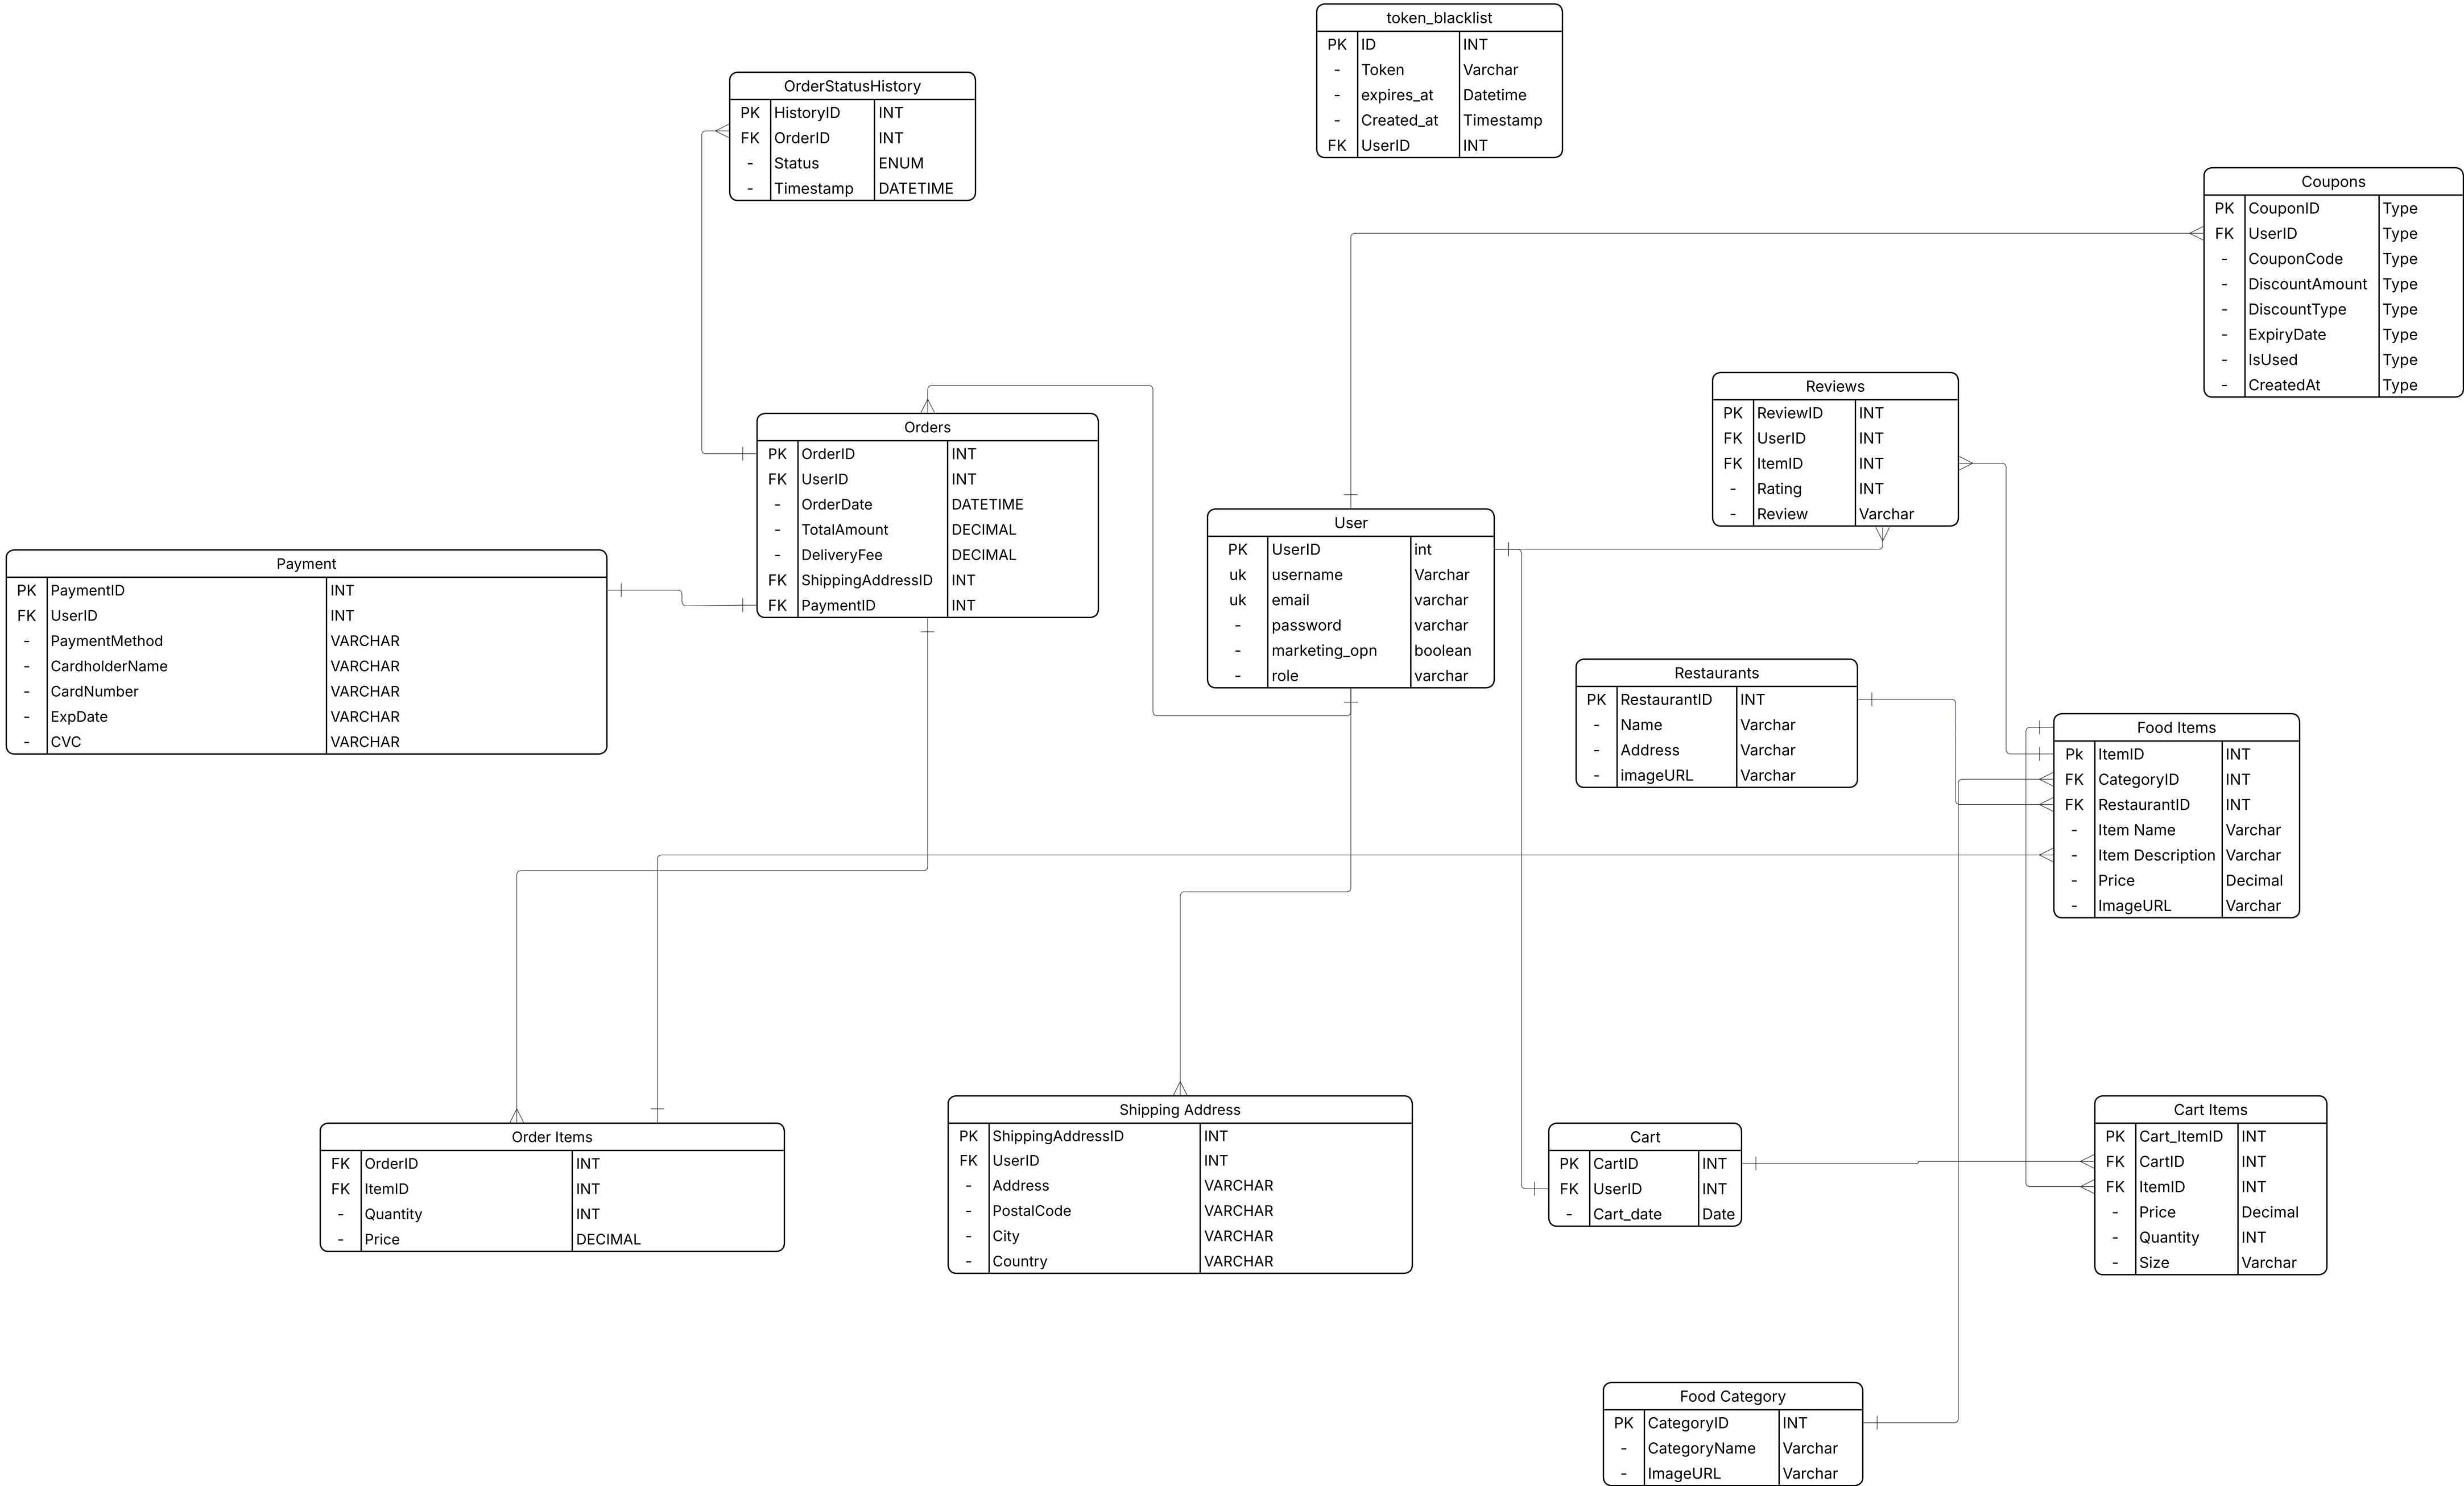 token_blacklist
PK ID INT
- Token Varchar
- expires_at Datetime
- Created_at Timestamp
FK UserID INT
OrderStatusHistory
PK HistoryID INT
FK OrderID INT
- Status ENUM
- Timestamp DATETIME
Coupons
PK CouponID Type
FK UserID Type
- CouponCode Type
- DiscountAmount Type
- DiscountType Type
- ExpiryDate Type
- IsUsed Type
- CreatedAt Type
Reviews
PK ReviewID INT
FK UserID INT
FK ItemID INT
- Rating INT
- Review Varchar
Orders
PK OrderID INT
FK UserID INT
- OrderDate DATETIME
- TotalAmount DECIMAL
- DeliveryFee DECIMAL
FK ShippingAddressID INT
FK PaymentID INT
User
PK UserID int
uk username Varchar
uk email varchar
- password varchar
- marketing_opn boolean
- role varchar
Payment
PK PaymentID INT
FK UserID INT
- PaymentMethod VARCHAR
- CardholderName VARCHAR
- CardNumber VARCHAR
- ExpDate VARCHAR
- CVC VARCHAR
Restaurants
PK RestaurantID INT
- Name Varchar
- Address Varchar
- imageURL Varchar
Food Items
Pk ItemID INT
FK CategoryID INT
FK RestaurantID INT
- Item Name Varchar
- Item Description Varchar
- Price Decimal
- ImageURL Varchar
Order Items
FK OrderID INT
FK ItemID INT
- Quantity INT
- Price DECIMAL
Shipping Address
PK ShippingAddressID INT
FK UserID INT
- Address VARCHAR
- PostalCode VARCHAR
- City VARCHAR
- Country VARCHAR
Cart
PK CartID INT
FK UserID INT
- Cart_date Date
Cart Items
PK Cart_ItemID INT
FK CartID INT
FK ItemID INT
- Price Decimal
- Quantity INT
- Size Varchar
Food Category
PK CategoryID INT
- CategoryName Varchar
- ImageURL Varchar